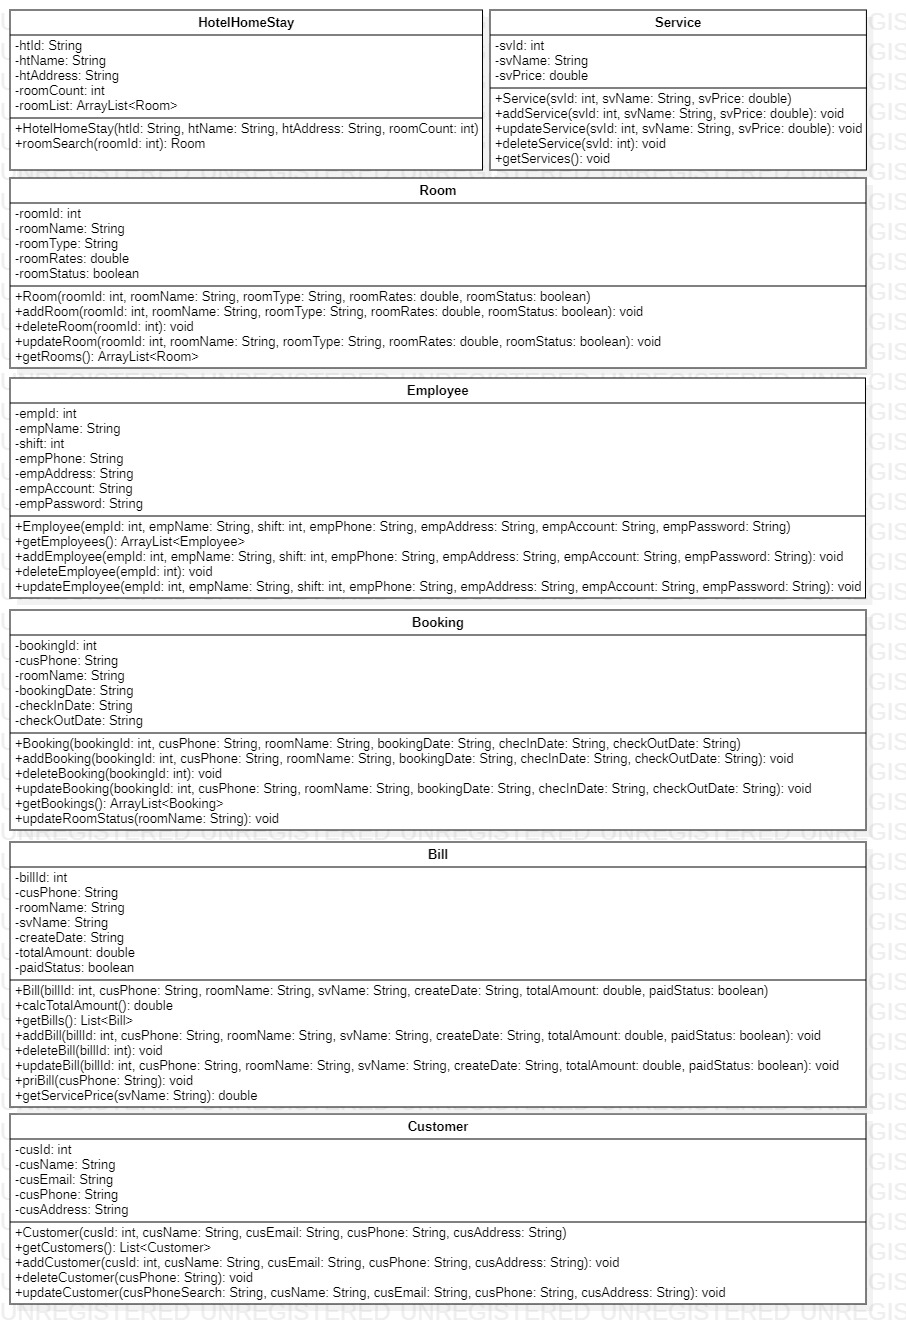 HotelHomeStay
-htId: String
-htName: String
-htAddress: String
-roomCount: int
-roomList: ArrayList<Room>
+HotelHomeStay(htId: String, htName: String, htAddress: String, roomCount: int)
+roomSearch(roomId: int): Room
Service
-svId: int
-svName: String
-svPrice: double
+Service(svId: int, svName: String, svPrice: double)
+addService(svId: int, svName: String, svPrice: double): void
+updateService(svId: int, svName: String, svPrice: double): void
+deleteService(svId: int): void
+getServices(): void
Room
-roomId: int
-roomName: String
-roomType: String
-roomRates: double
-roomStatus: boolean
+Room(roomId: int, roomName: String, roomType: String, roomRates: double, roomStatus: boolean)
+addRoom(roomId: int, roomName: String, roomType: String, roomRates: double, roomStatus: boolean): void
+deleteRoom(roomId: int): void
+updateRoom(roomId: int, roomName: String, roomType: String, roomRates: double, roomStatus: boolean): void
+getRooms(): ArrayList<Room>
Employee
-empId: int
-empName: String
-shift: int
-empPhone: String
-empAddress: String
-empAccount: String
-empPassword: String
+Employee(empId: int, empName: String, shift: int, empPhone: String, empAddress: String, empAccount: String, empPassword: String)
+getEmployees(): ArrayList<Employee>
+addEmployee(empId: int, empName: String, shift: int, empPhone: String, empAddress: String, empAccount: String, empPassword: String): void
+deleteEmployee(empId: int): void
+updateEmployee(empId: int, empName: String, shift: int, empPhone: String, empAddress: String, empAccount: String, empPassword: String): void
Booking
-bookingId: int
-cusPhone: String
-roomName: String
-bookingDate: String
-checkInDate: String
-checkOutDate: String
+Booking(bookingId: int, cusPhone: String, roomName: String, bookingDate: String, checInDate: String, checkOutDate: String)
+addBooking(bookingId: int, cusPhone: String, roomName: String, bookingDate: String, checInDate: String, checkOutDate: String): void
+deleteBooking(bookingId: int): void
+updateBooking(bookingId: int, cusPhone: String, roomName: String, bookingDate: String, checInDate: String, checkOutDate: String): void
+getBookings(): ArrayList<Booking>
+updateRoomStatus(roomName: String): void
UNREGISTERED UNREGISTERED UNREGISTERED UNREGISTERED
Bill
-billId: int
-cusPhone: String
-roomName: String
-svName: String
-createDate: String
-totalAmount: double
-paidStatus: boolean
+Bill(billId: int, cusPhone: String, roomName: String, svName: String, createDate: String, totalAmount: double, paidStatus: boolean)
+calcTotalAmount(): double
+getBills(): List<Bill>
+addBill(billId: int, cusPhone: String, roomName: String, svName: String, createDate: String, totalAmount: double, paidStatus: boolean): void
+deleteBill(billId: int): void
+updateBill(billId: int, cusPhone: String, roomName: String, svName: String, createDate: String, totalAmount: double, paidStatus: boolean): void
+priBill(cusPhone: String): void
+getServicePrice(svName: String): double
Customer
-cusId: int
-cusName: String
-cusEmail: String
-cusPhone: String
-cusAddress: String
+Customer(cusId: int, cusName: String, cusEmail: String, cusPhone: String, cusAddress: String)
+getCustomers(): List<Customer>
+addCustomer(cusId: int, cusName: String, cusEmail: String, cusPhone: String, cusAddress: String): void
+deleteCustomer(cusPhone: String): void
+updateCustomer(cusPhoneSearch: String, cusName: String, cusEmail: String, cusPhone: String, cusAddress: String): void
UNREGISTERED UNREGISTERED UNREGISTERED UNREGISTERED